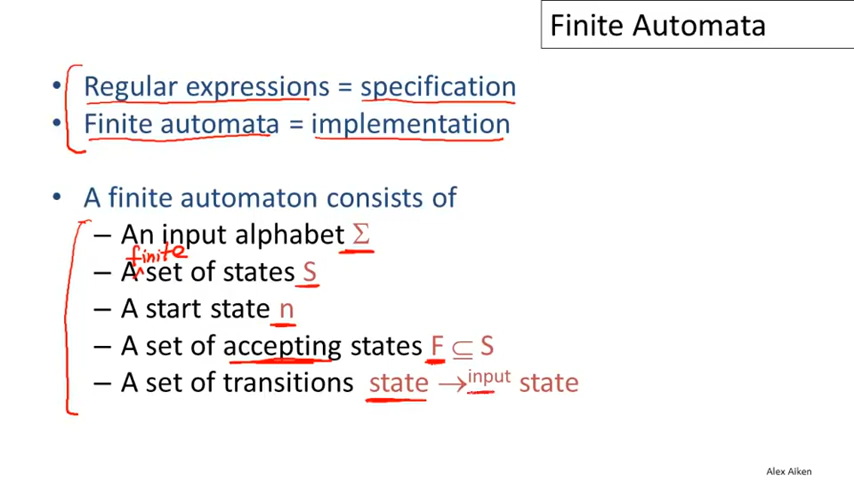 Finite Automata
• Regular expressions = specification
• Finite automata = implementation
• A finite automaton consists of
– An input alphabet Σ
finite
– A set of states S
– A start state n
– A set of accepting states F ⊆ S
– A set of transitions state →input state
Alex Aiken